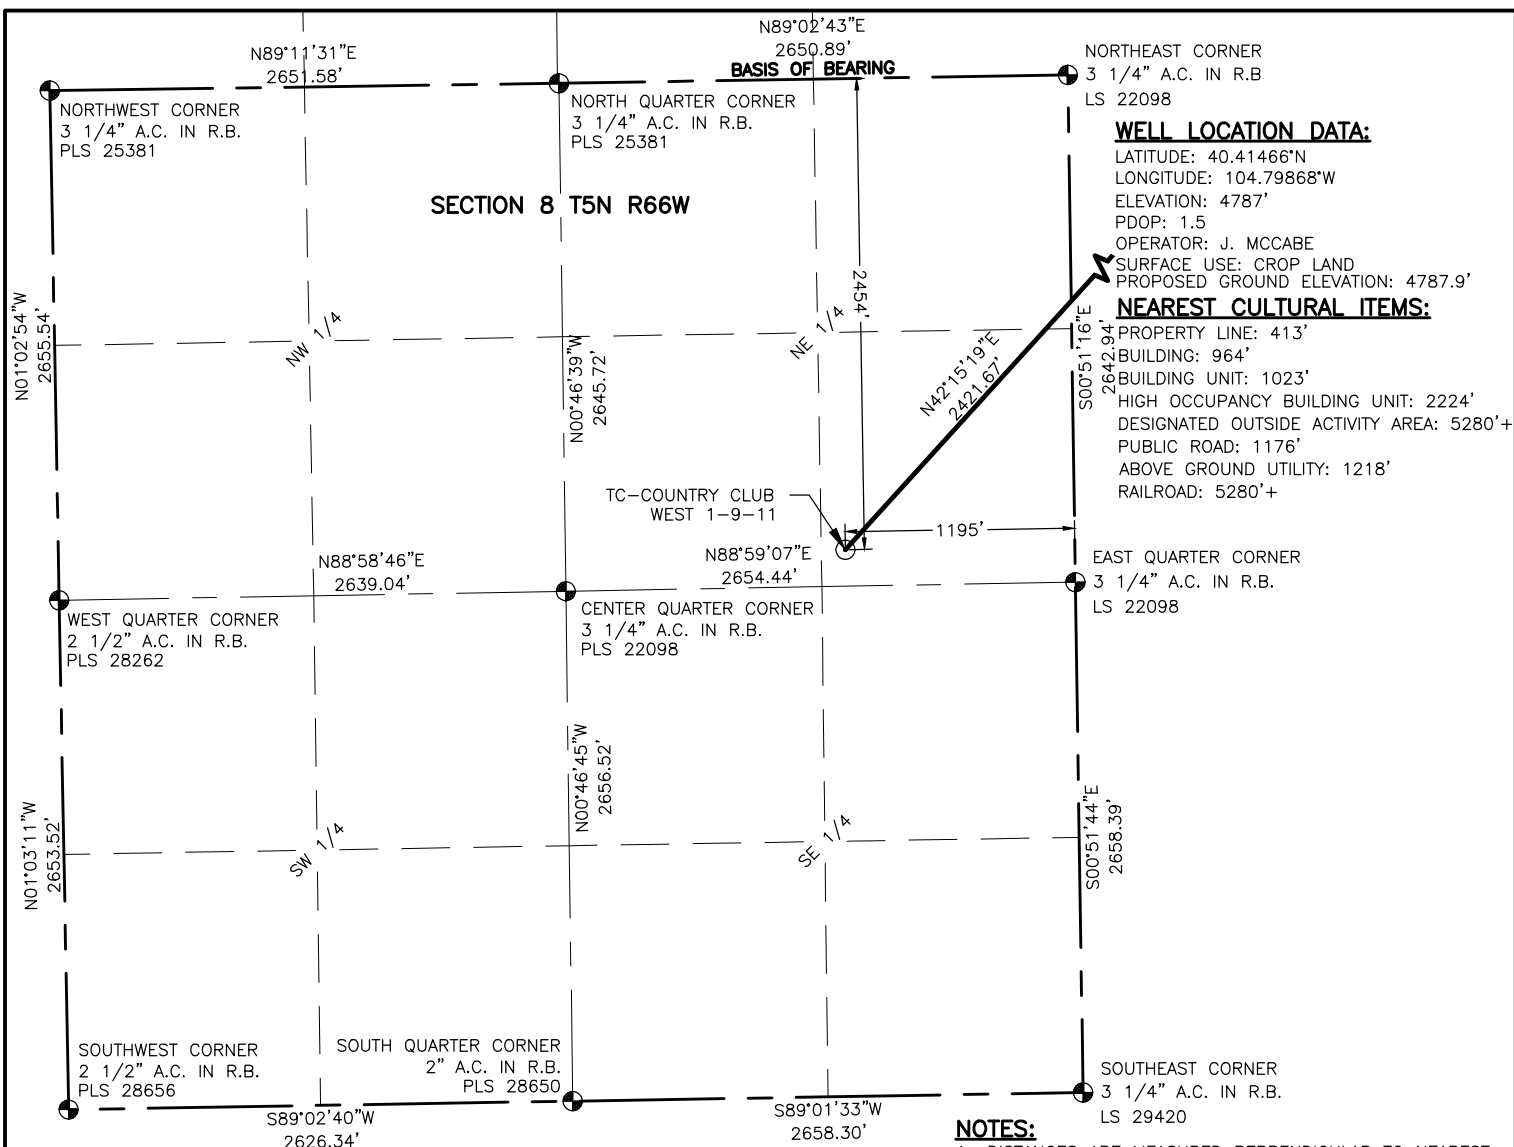 N89°11'31"E
2651.58'
N89°02'43"E
2650.89'
BASIS OF BEARING
NORTHEAST CORNER
3 1/4" A.C. IN R.B.
LS 22098
NORTHWEST CORNER
3 1/4" A.C. IN R.B.
PLS 25381
NORTH QUARTER CORNER
3 1/4" A.C. IN R.B.
PLS 25381
SECTION 8 T5N R66W
WELL LOCATION DATA:
LATITUDE: 40.41466°N
LONGITUDE: 104.79868°W
ELEVATION: 4787'
PDOP: 1.5
OPERATOR: J. MCCABE
SURFACE USE: CROP LAND
PROPOSED GROUND ELEVATION: 4787.9'
NEAREST CULTURAL ITEMS:
PROPERTY LINE: 413'
BUILDING: 964'
BUILDING UNIT: 1023'
HIGH OCCUPANCY BUILDING UNIT: 2224'
DESIGNATED OUTSIDE ACTIVITY AREA: 5280'+
PUBLIC ROAD: 1176'
ABOVE GROUND UTILITY: 1218'
RAILROAD: 5280'+
N01°02'54"W
2655.54'
NW 1/4
N00°46'39"W
2645.72'
NE 1/4
2454'
N42°15'19"E
2421.67'
S00°51'16"E
2642.94'
TC-COUNTRY CLUB
WEST 1-9-11
1195'
N88°58'46"E
2639.04'
N88°59'07"E
2654.44'
EAST QUARTER CORNER
3 1/4" A.C. IN R.B.
LS 22098
WEST QUARTER CORNER
2 1/2" A.C. IN R.B.
PLS 28262
CENTER QUARTER CORNER
3 1/4" A.C. IN R.B.
PLS 22098
N01°03'11"W
2653.52'
SW 1/4
N00°46'45"W
2656.52'
SE 1/4
S00°51'44"E
2658.39'
SOUTHWEST CORNER
2 1/2" A.C. IN R.B.
PLS 28656
SOUTH QUARTER CORNER
2" A.C. IN R.B.
PLS 28650
SOUTHEAST CORNER
3 1/4" A.C. IN R.B.
LS 29420
S89°02'40"W
2626.34'
S89°01'33"W
2658.30'
NOTES:
DISTANCES ARE MEASURED PERPENDICULAR TO NEAREST